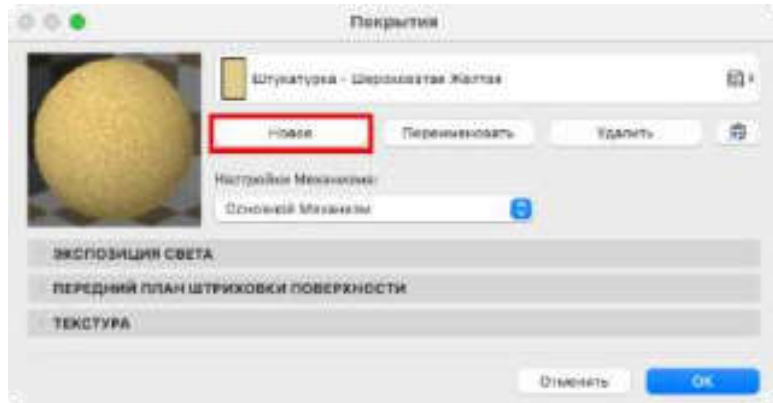 Покрытия
Штукатурка - Шероховатая Желтая
Новое
Переименовать
Удалить
Настройки Механизма:
Основной Механизм
ЭКСПОЗИЦИЯ СВЕТА
ПЕРЕДНИЙ ПЛАН ШТРИХОВКИ ПОВЕРХНОСТИ
ТЕКСТУРА
Отменить
OK